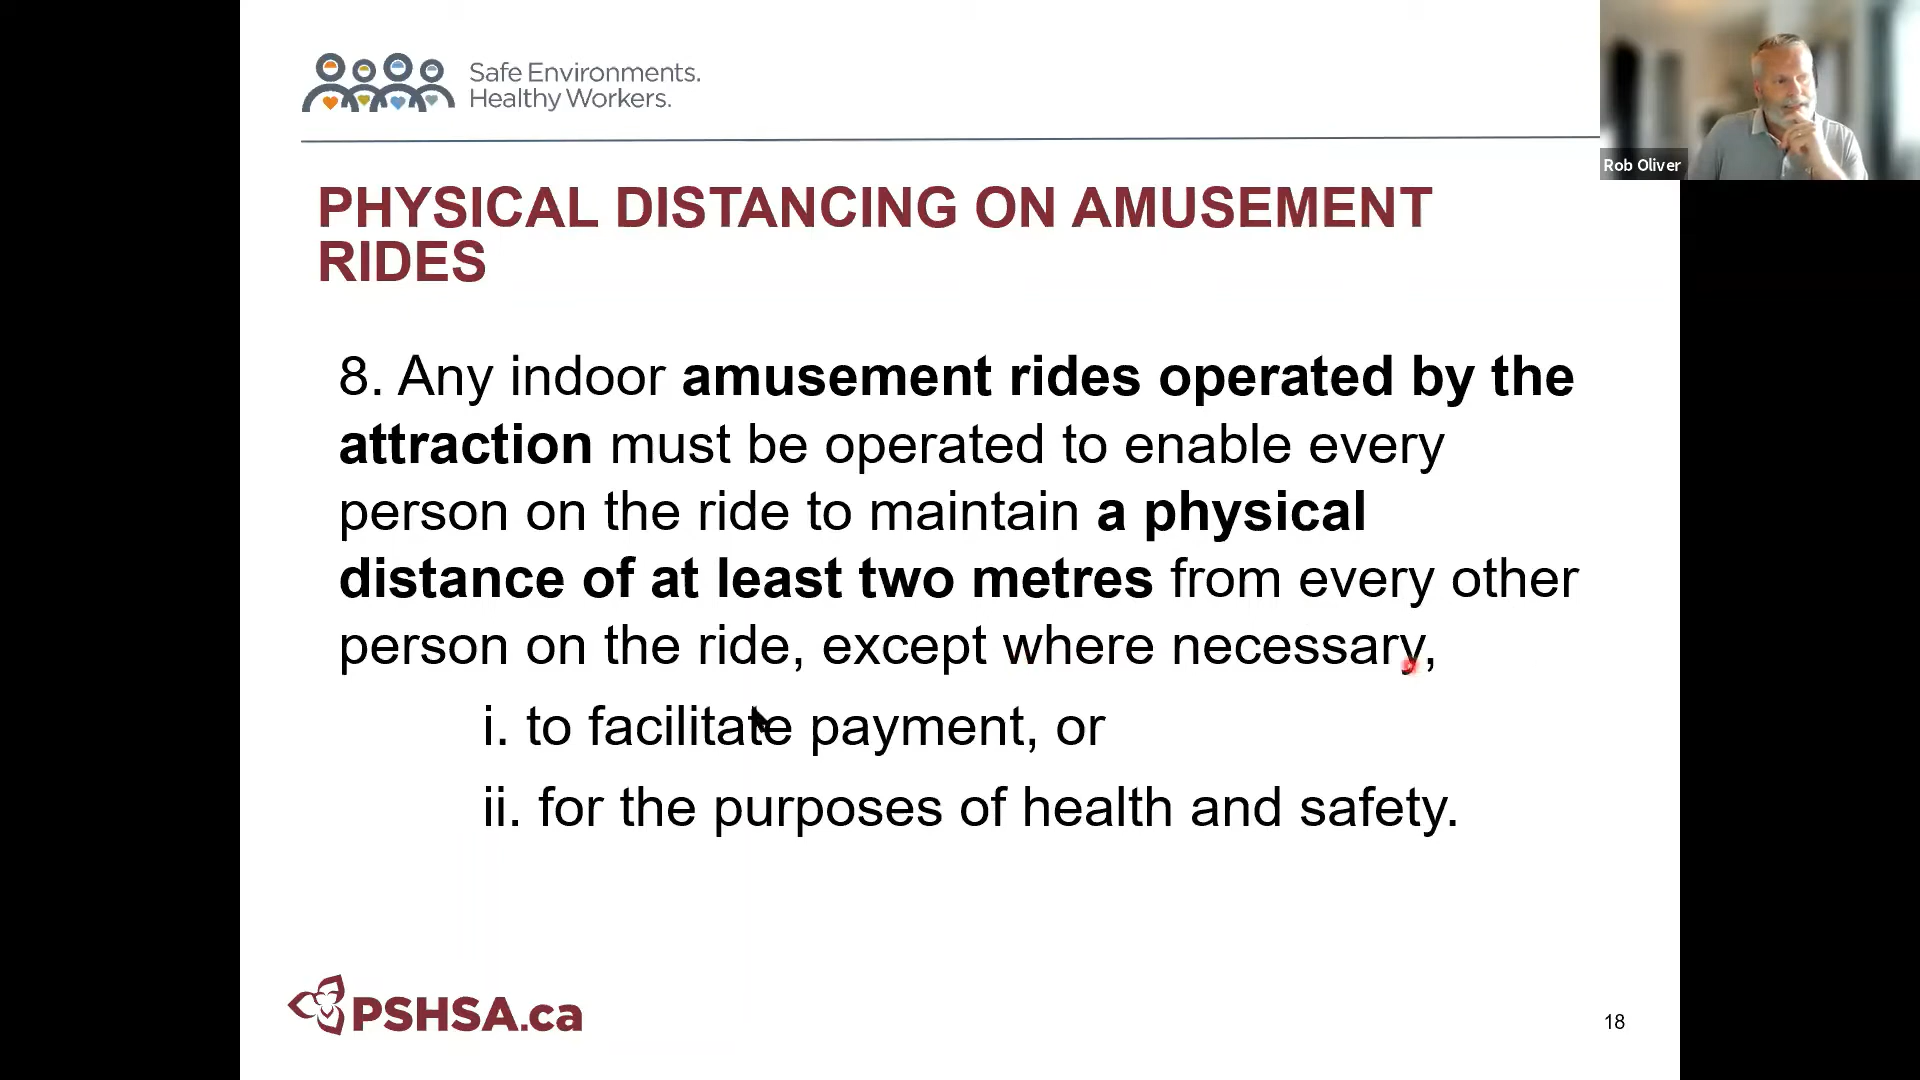 Safe Environments.
Healthy Workers.
Rob Oliver
PHYSICAL DISTANCING ON AMUSEMENT
RIDES
8. Any indoor amusement rides operated by the
attraction must be operated to enable every
person on the ride to maintain a physical
distance of at least two metres from every other
person on the ride, except where necessary,
i. to facilitate payment, or
ii. for the purposes of health and safety.
PSHSA.ca
18